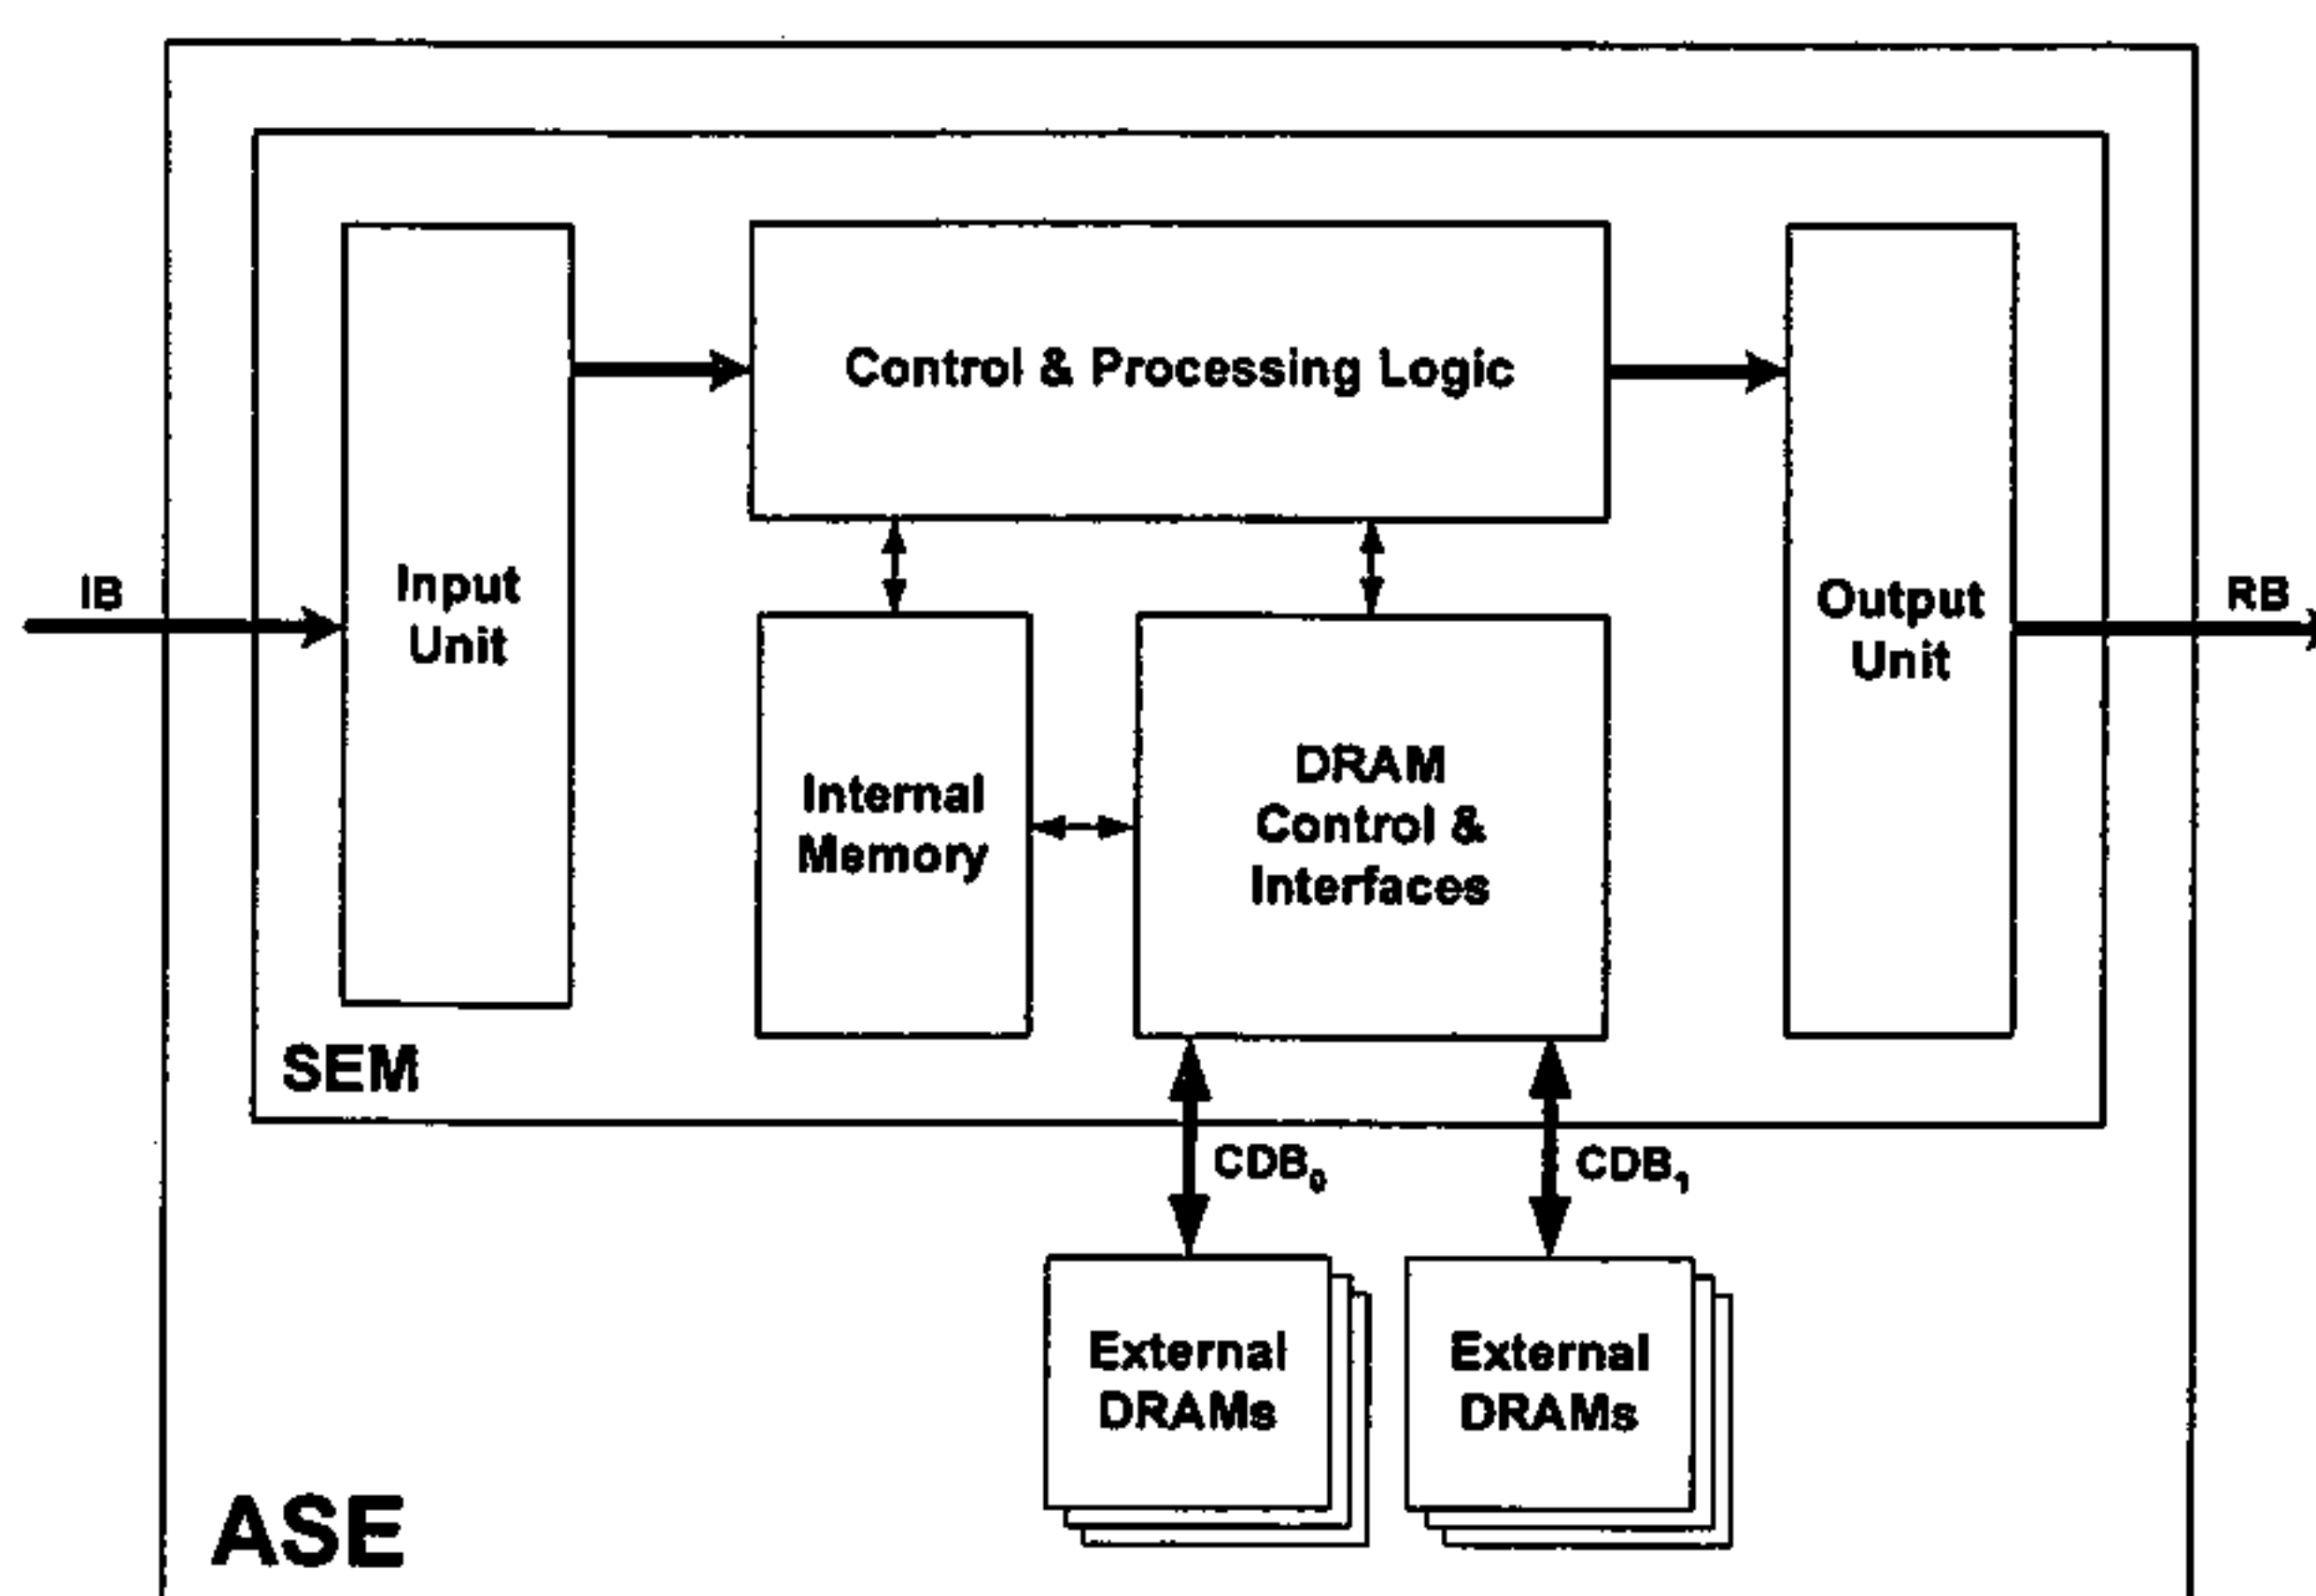 Control & Processing Logic
IB
Input
Unit
Output
Unit
RB
Internal
Memory
DRAM
Control &
Interfaces
SEM
CDB₀
CDB₁
External
DRAMs
External
DRAMs
ASE